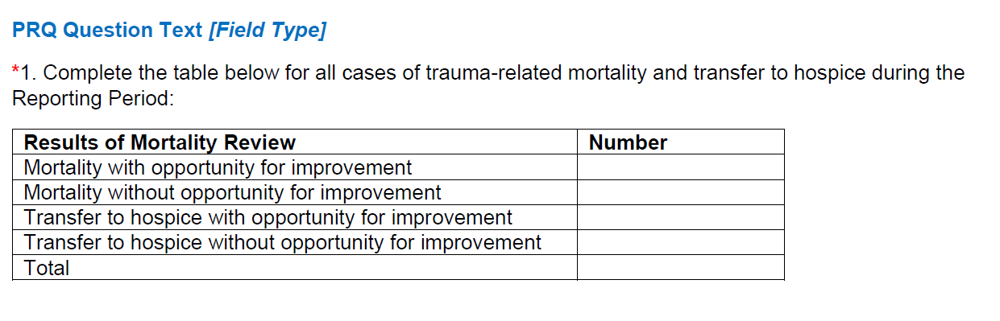 PRQ Question Text [Field Type]
*1. Complete the table below for all cases of trauma-related mortality and transfer to hospice during the
Reporting Period:
Results of Mortality Review Number
Mortality with opportunity for improvement
Mortality without opportunity for improvement
Transfer to hospice with opportunity for improvement
Transfer to hospice without opportunity for improvement
Total